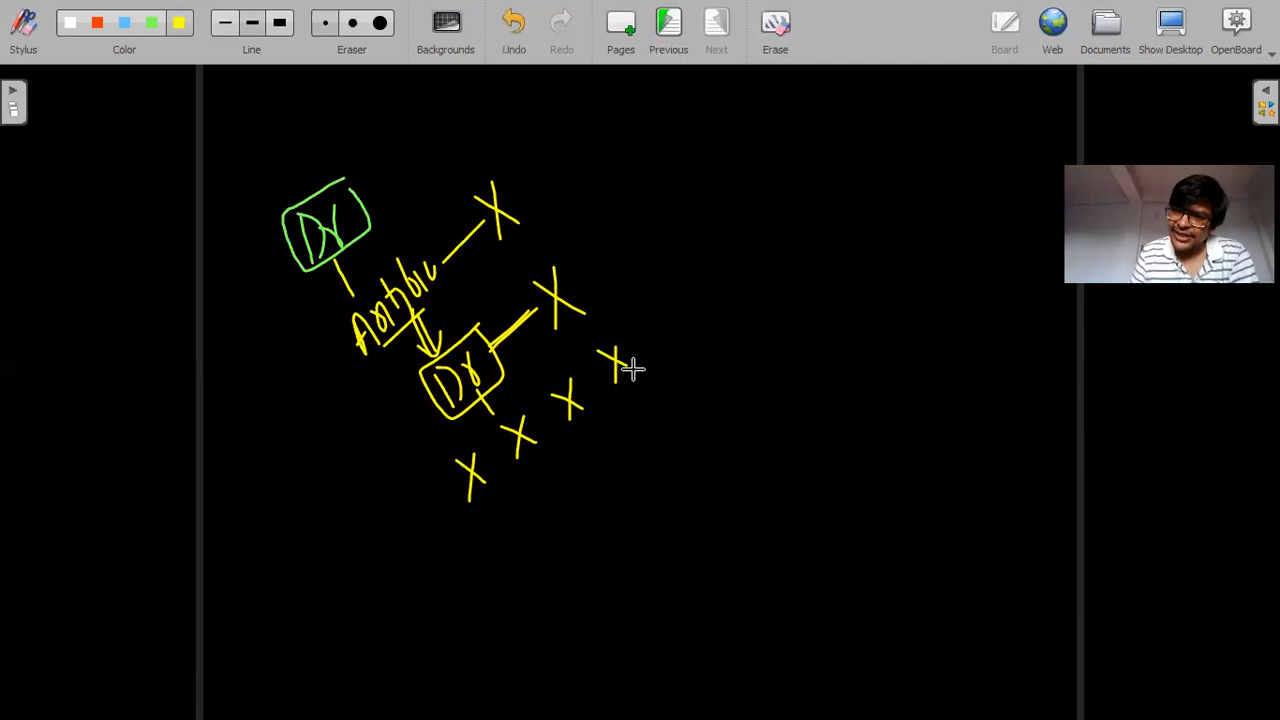 Stylus
Color
Line
Eraser
Backgrounds
Undo
Redo
Pages
Previous
Next
Erase
Board
Web
Documents
Show Desktop
OpenBoard
Dr
X
Antibio
X
Dr
X
X
X
X